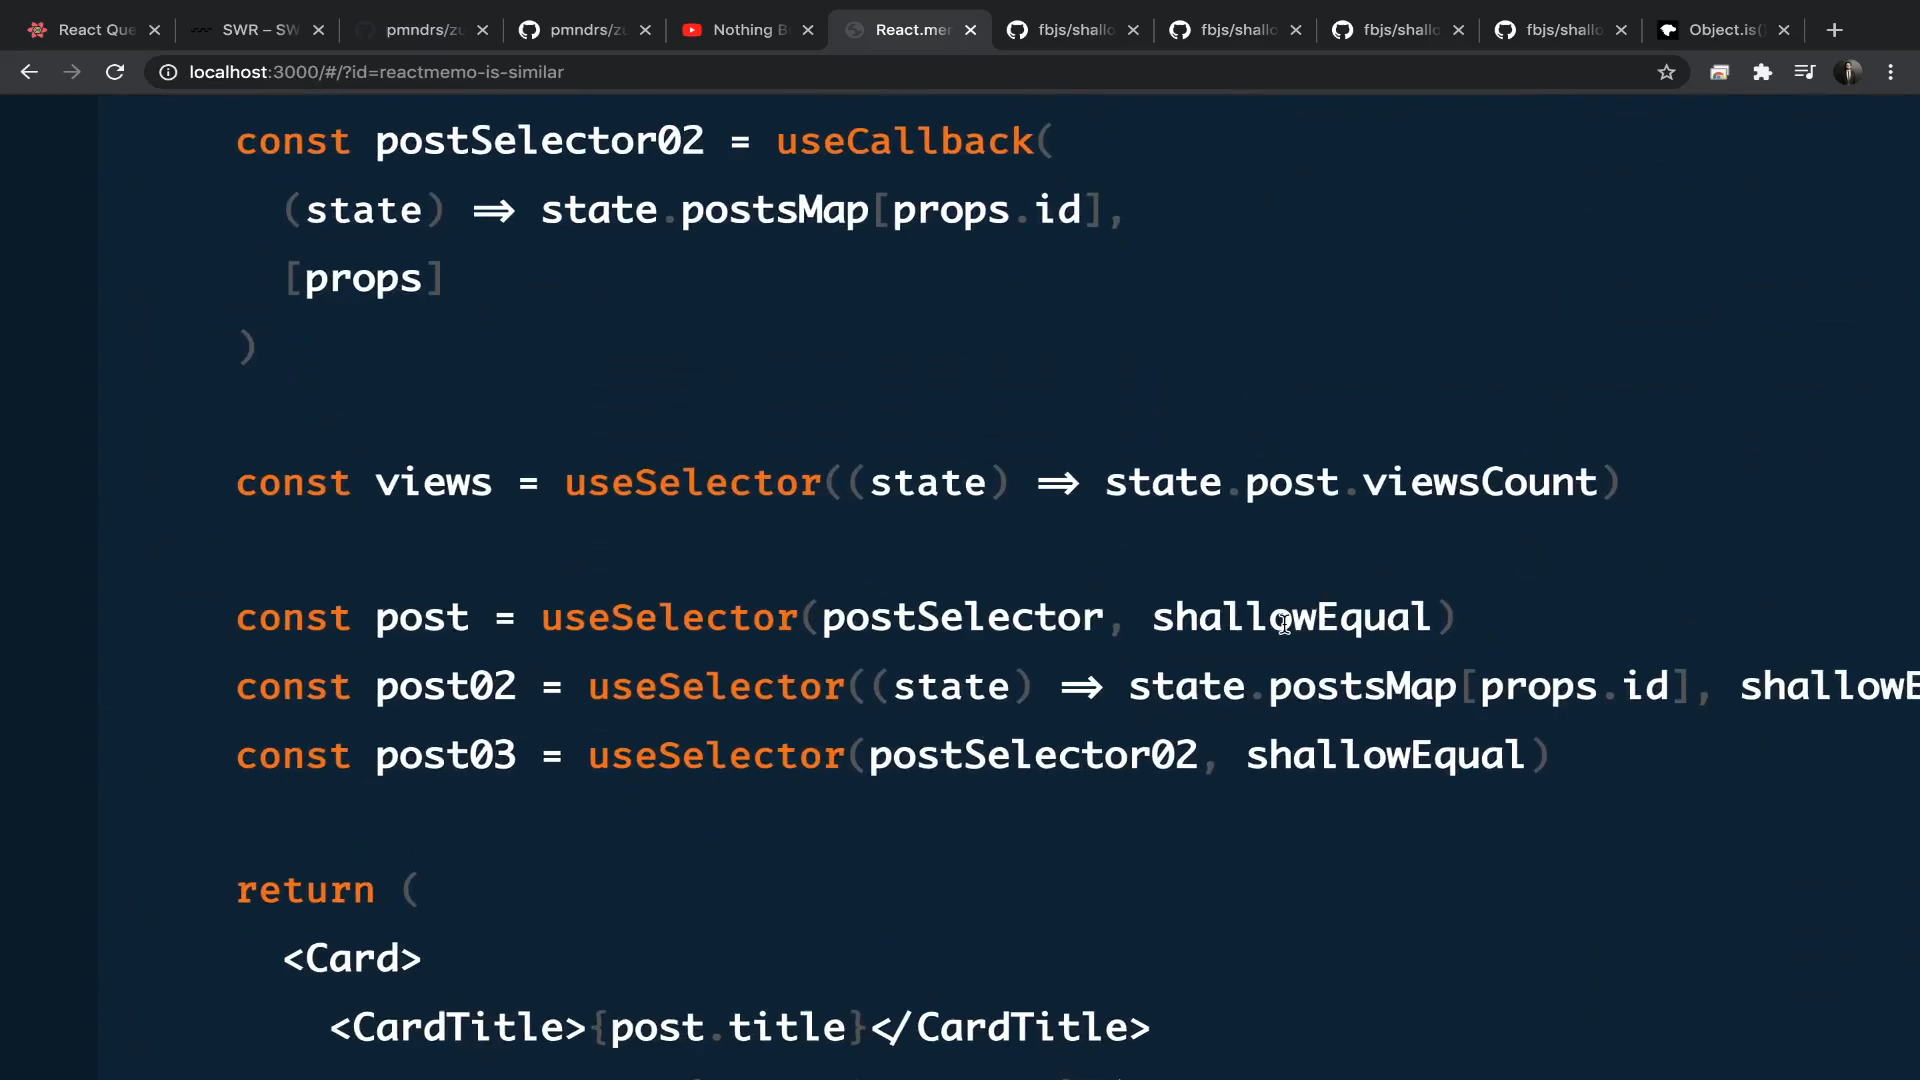 React Que
SWR – SW
pmndrs/zu
pmndrs/zu
Nothing B
React.mem
fbjs/shallo
fbjs/shallo
fbjs/shallo
fbjs/shallo
Object.is()
localhost:3000/#/?id=reactmemo-is-similar
const postSelector02 = useCallback(
(state) => state.postsMap[props.id],
[props]
)
const views = useSelector((state) => state.post.viewsCount)
const post = useSelector(postSelector, shallowEqual)
const post02 = useSelector((state) => state.postsMap[props.id], shallowE
const post03 = useSelector(postSelector02, shallowEqual)
return (
<Card>
<CardTitle>{post.title}</CardTitle>